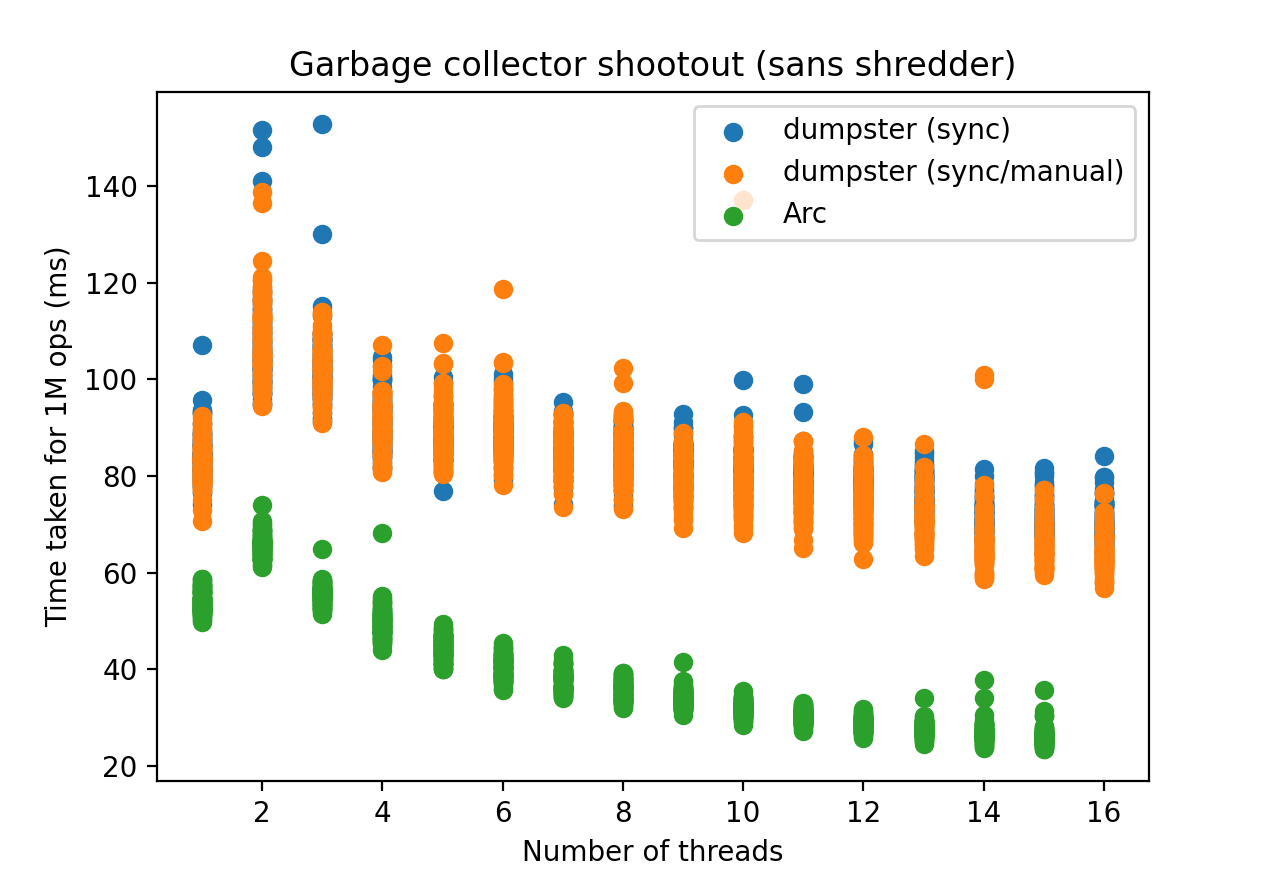 Garbage collector shootout (sans shredder)
dumpster (sync)
dumpster (sync/manual)
Arc
Time taken for 1M ops (ms)
140
120
100
80
60
40
20
2 4 6 8 10 12 14 16
Number of threads